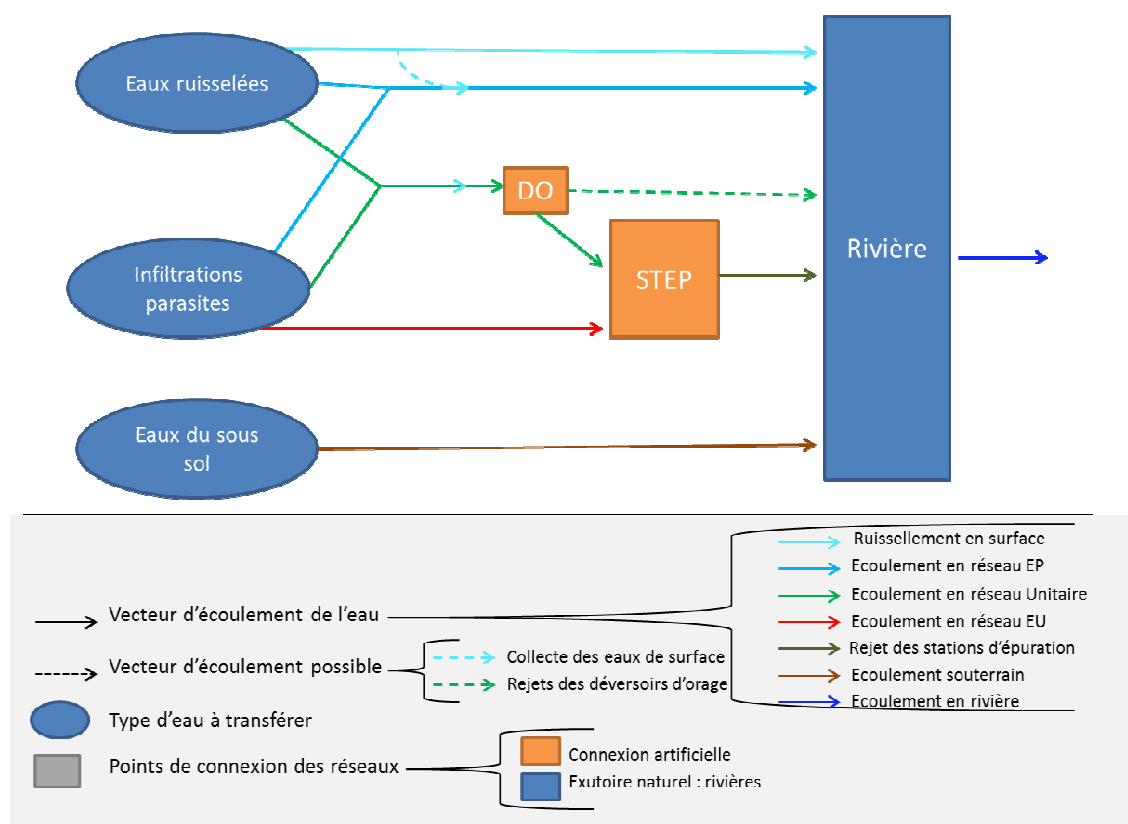 Eaux ruisselées
DO
Rivière
Infiltrations
parasites
STEP
Eaux du sous
sol
Ruissellement en surface
Ecoulement en réseau EP
Ecoulement en réseau Unitaire
Ecoulement en réseau EU
Rejet des stations d'épuration
Ecoulement souterrain
Ecoulement en rivière
Vecteur d'écoulement de l'eau
Vecteur d'écoulement possible
Collecte des eaux de surface
Rejets des déversoirs d'orage
Type d'eau à transférer
Points de connexion des réseaux
Connexion artificielle
Exutoire naturel : rivières